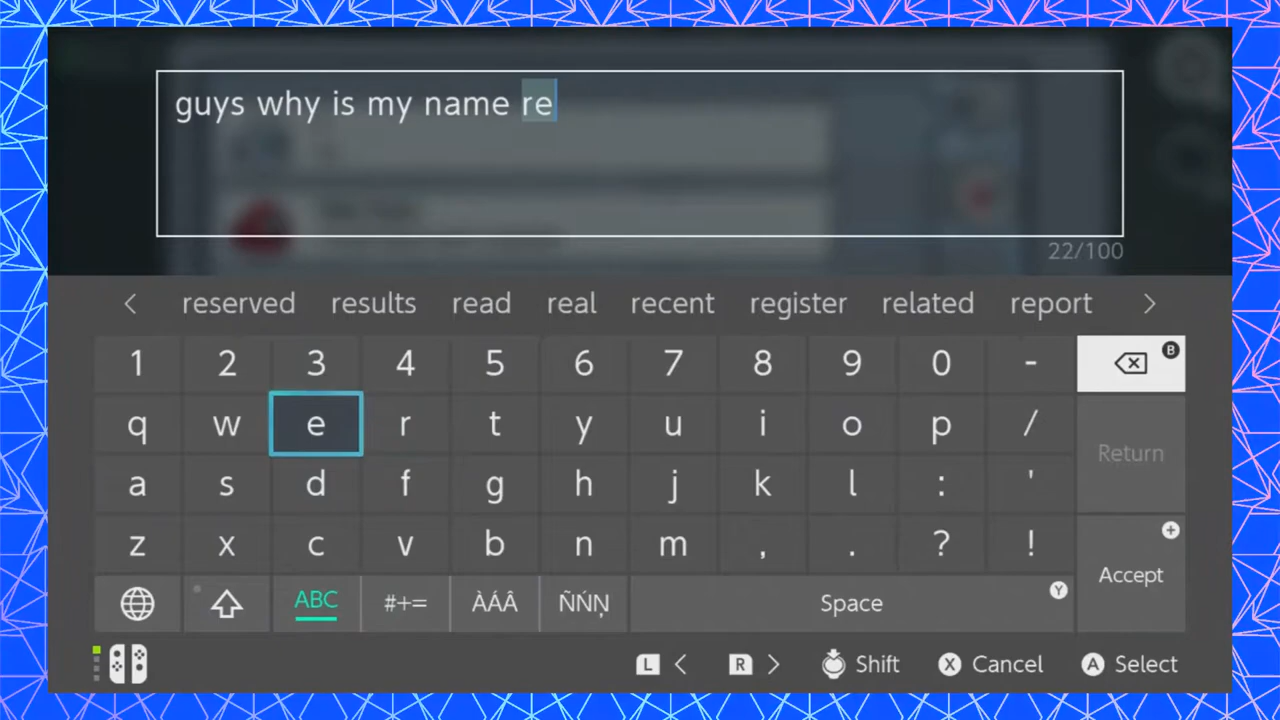 guys why is my name re
22/100
reserved results read real recent register related report
1 2 3 4 5 6 7 8 9 0 - B
q w e r t y u i o p /
Return
a s d f g h j k l : '
z x c v b n m , . ? ! +
Accept
ABC #+= ÀÁÂ ÑŃŅ Space Y
L < R > Shift X Cancel A Select